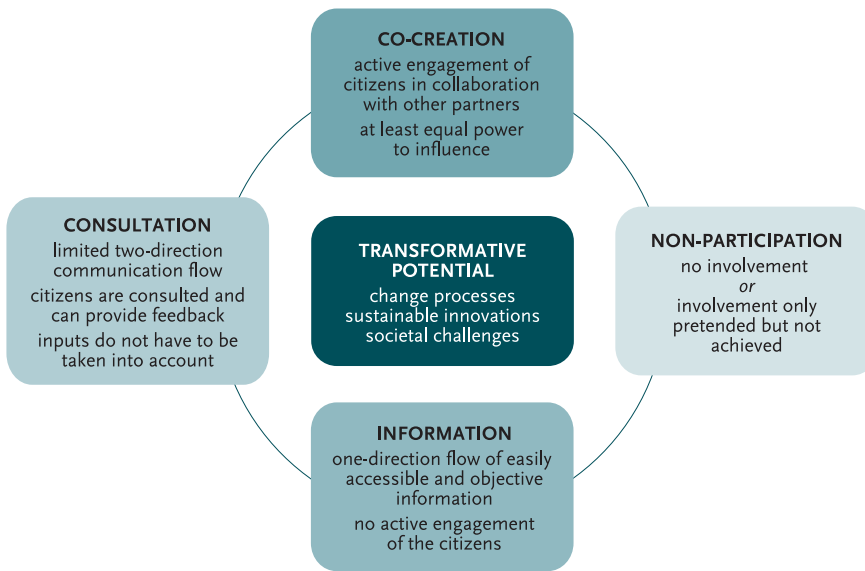 CO-CREATION
active engagement of
citizens in collaboration
with other partners
at least equal power
to influence
CONSULTATION
limited two-direction
communication flow
citizens are consulted and
can provide feedback
inputs do not have to be
taken into account
TRANSFORMATIVE
POTENTIAL
change processes
sustainable innovations
societal challenges
NON-PARTICIPATION
no involvement
or
involvement only
pretended but not
achieved
INFORMATION
one-direction flow of easily
accessible and objective
information
no active engagement
of the citizens